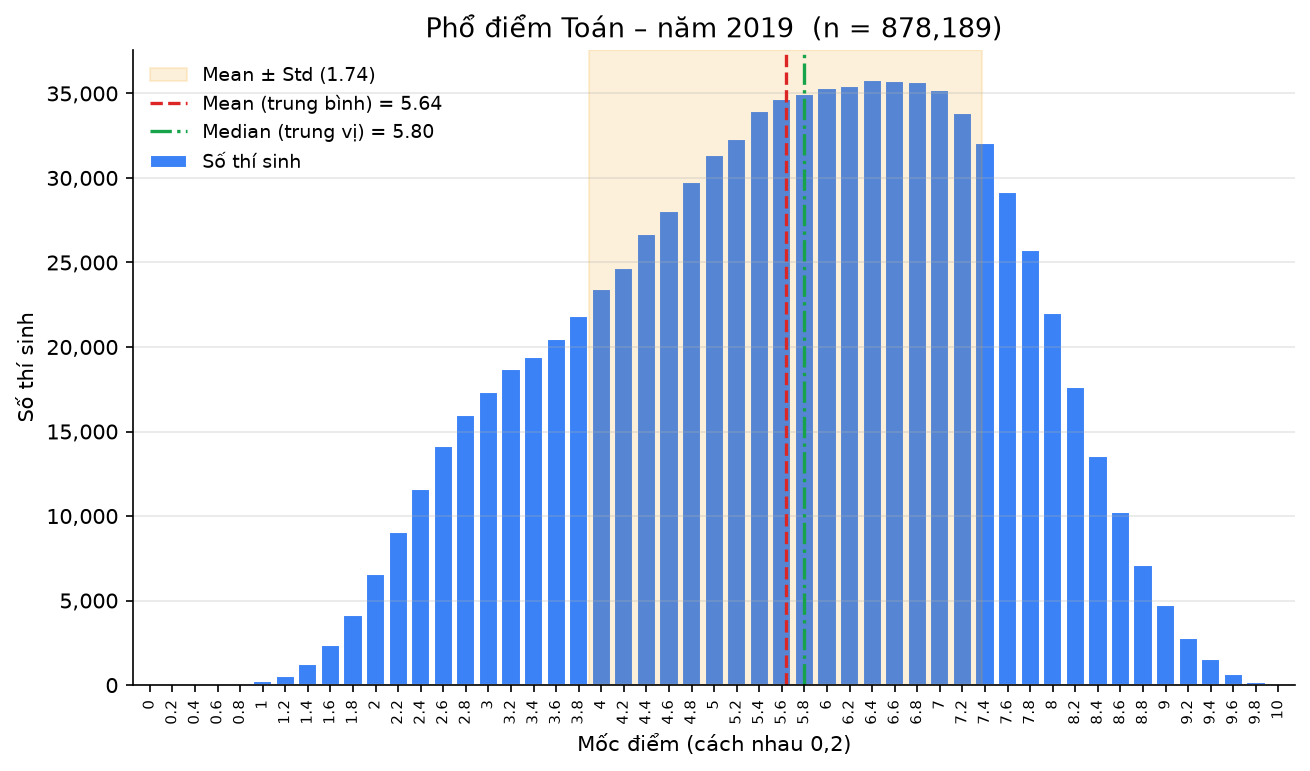 Phổ điểm Toán – năm 2019 (n = 878,189)
Mean ± Std (1.74)
Mean (trung bình) = 5.64
Median (trung vị) = 5.80
Số thí sinh
Số thí sinh
35,000
30,000
25,000
20,000
15,000
10,000
5,000
0
0 0.2 0.4 0.6 0.8 1 1.2 1.4 1.6 1.8 2 2.2 2.4 2.6 2.8 3 3.2 3.4 3.6 3.8 4 4.2 4.4 4.6 4.8 5 5.2 5.4 5.6 5.8 6 6.2 6.4 6.6 6.8 7 7.2 7.4 7.6 7.8 8 8.2 8.4 8.6 8.8 9 9.2 9.4 9.6 9.8 10
Mốc điểm (cách nhau 0,2)